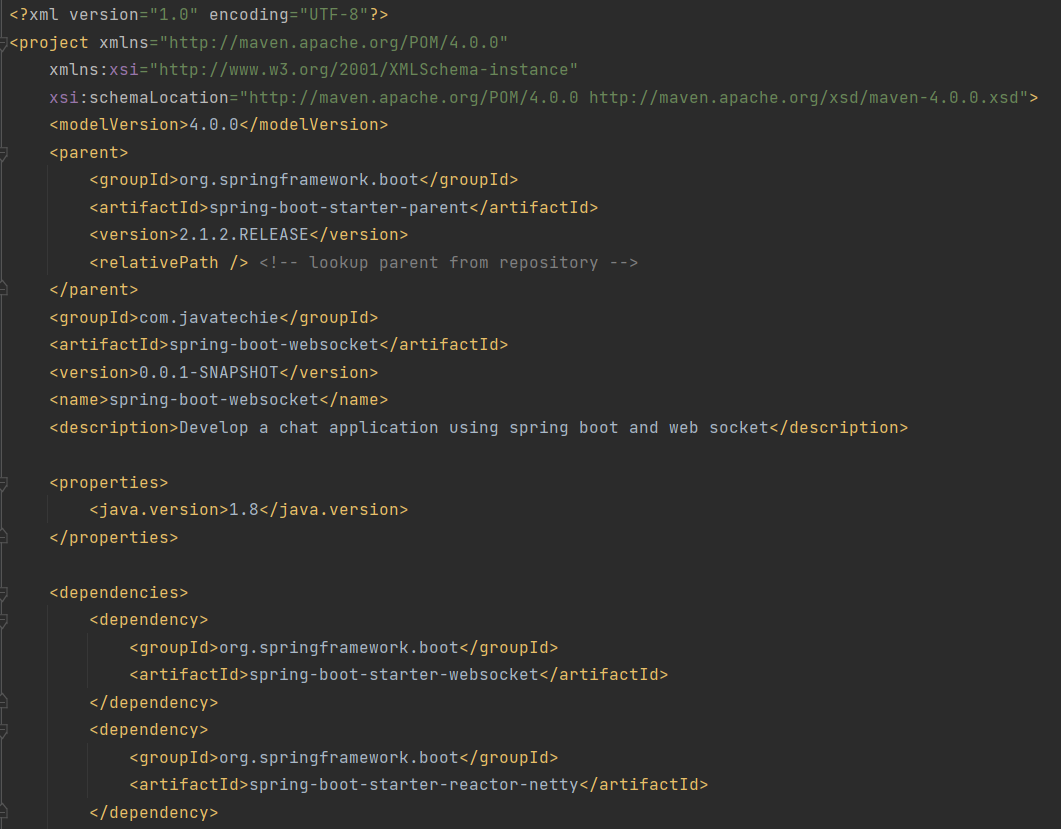 <?xml version="1.0" encoding="UTF-8"?>
<project xmlns="http://maven.apache.org/POM/4.0.0"
    xmlns:xsi="http://www.w3.org/2001/XMLSchema-instance"
    xsi:schemaLocation="http://maven.apache.org/POM/4.0.0 http://maven.apache.org/xsd/maven-4.0.0.xsd">
    <modelVersion>4.0.0</modelVersion>
    <parent>
        <groupId>org.springframework.boot</groupId>
        <artifactId>spring-boot-starter-parent</artifactId>
        <version>2.1.2.RELEASE</version>
        <relativePath /> <!-- lookup parent from repository -->
    </parent>
    <groupId>com.javatechie</groupId>
    <artifactId>spring-boot-websocket</artifactId>
    <version>0.0.1-SNAPSHOT</version>
    <name>spring-boot-websocket</name>
    <description>Develop a chat application using spring boot and web socket</description>

    <properties>
        <java.version>1.8</java.version>
    </properties>

    <dependencies>
        <dependency>
            <groupId>org.springframework.boot</groupId>
            <artifactId>spring-boot-starter-websocket</artifactId>
        </dependency>
        <dependency>
            <groupId>org.springframework.boot</groupId>
            <artifactId>spring-boot-starter-reactor-netty</artifactId>
        </dependency>